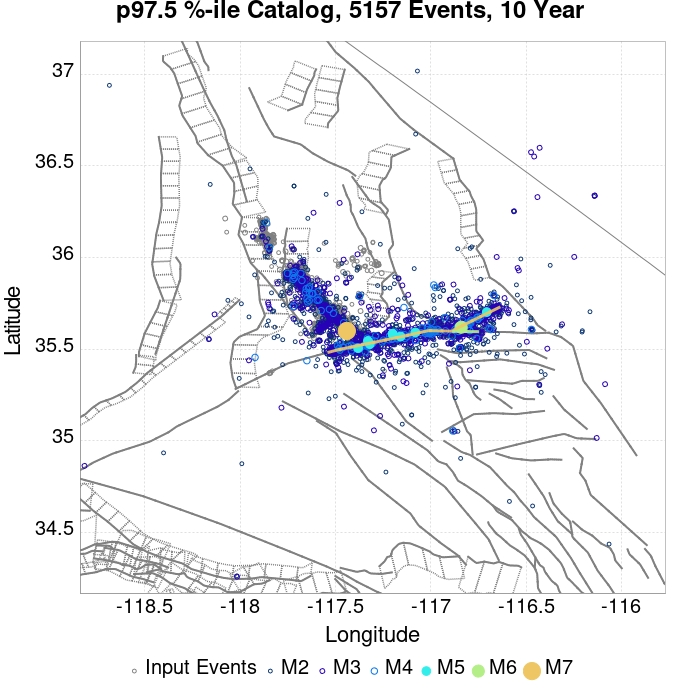 p97.5 %-ile Catalog, 5157 Events, 10 Year
37
36.5
36
35.5
35
34.5
Latitude
-118.5 -118 -117.5 -117 -116.5 -116
Longitude
Input Events M2 M3 M4 M5 M6 M7